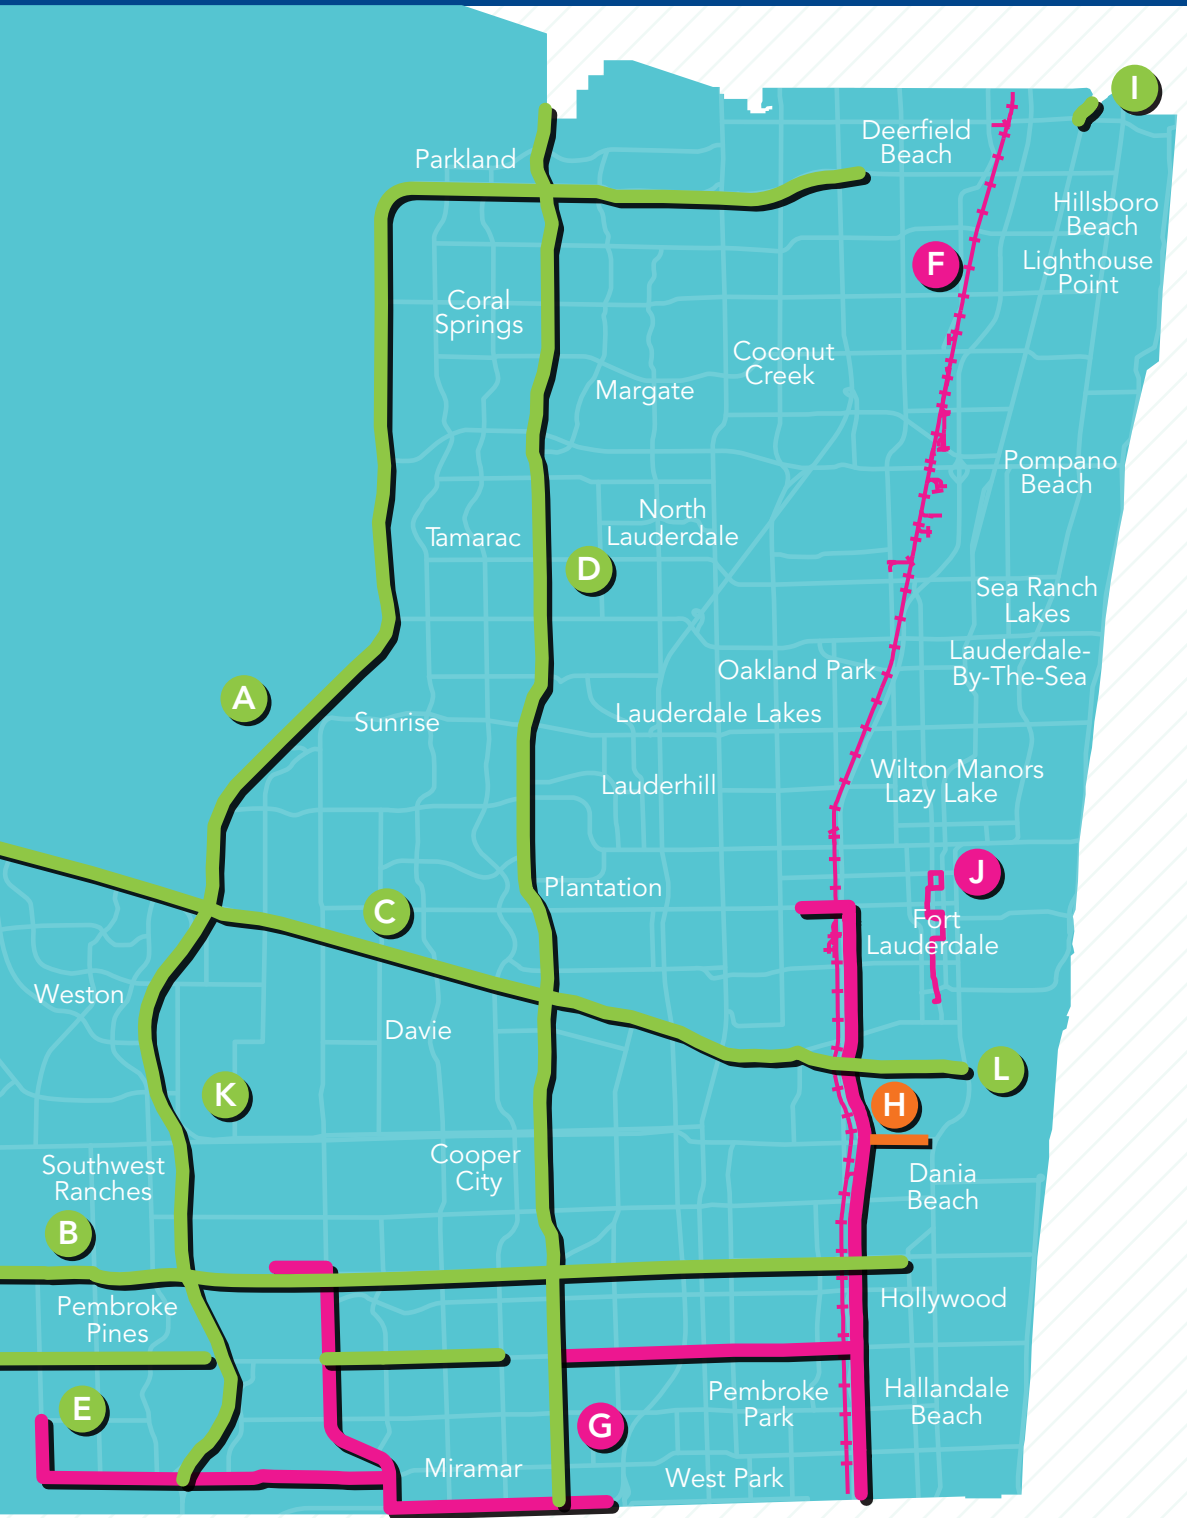 I
Deerfield
Beach
Parkland
Hillsboro
Beach
F
Lighthouse
Point
Coral
Springs
Coconut
Creek
Margate
Pompano
Beach
North
Lauderdale
Tamarac
D
Sea Ranch
Lakes
Lauderdale-
By-The-Sea
Oakland Park
A
Sunrise
Lauderdale Lakes
Wilton Manors
Lazy Lake
Lauderhill
J
Plantation
C
Fort
Lauderdale
Weston
Davie
L
K
H
Cooper
City
Southwest
Ranches
Dania
Beach
B
Pembroke
Pines
Hollywood
E
Pembroke
Park
Hallandale
Beach
G
Miramar
West Park